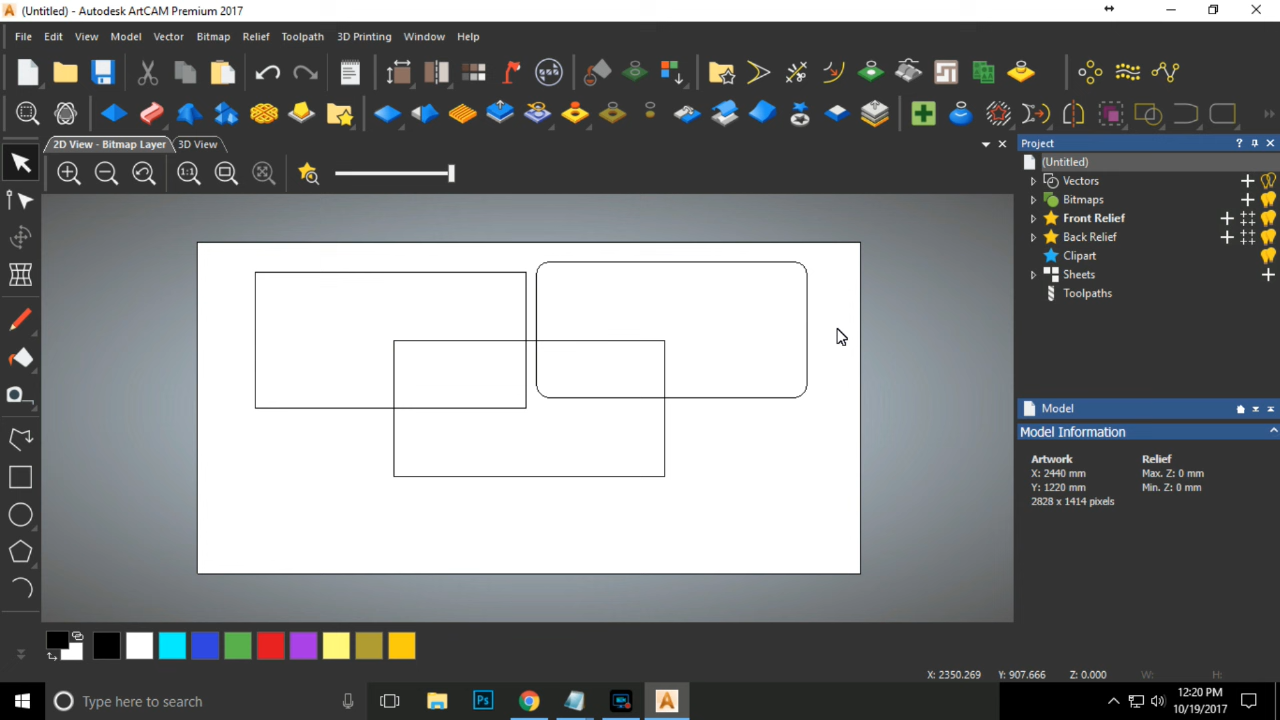 (Untitled) - Autodesk ArtCAM Premium 2017
File Edit View Model Vector Bitmap Relief Toolpath 3D Printing Window Help
2D View - Bitmap Layer 3D View
1:1
Project
(Untitled)
Vectors
Bitmaps
Front Relief
Back Relief
Clipart
Sheets
Toolpaths
Model
Model Information
Artwork Relief
X: 2440 mm Max. Z: 0 mm
Y: 1220 mm Min. Z: 0 mm
2828 x 1414 pixels
X: 2350.269 Y: 907.666 Z: 0.000 W: H:
Type here to search
12:20 PM
10/19/2017